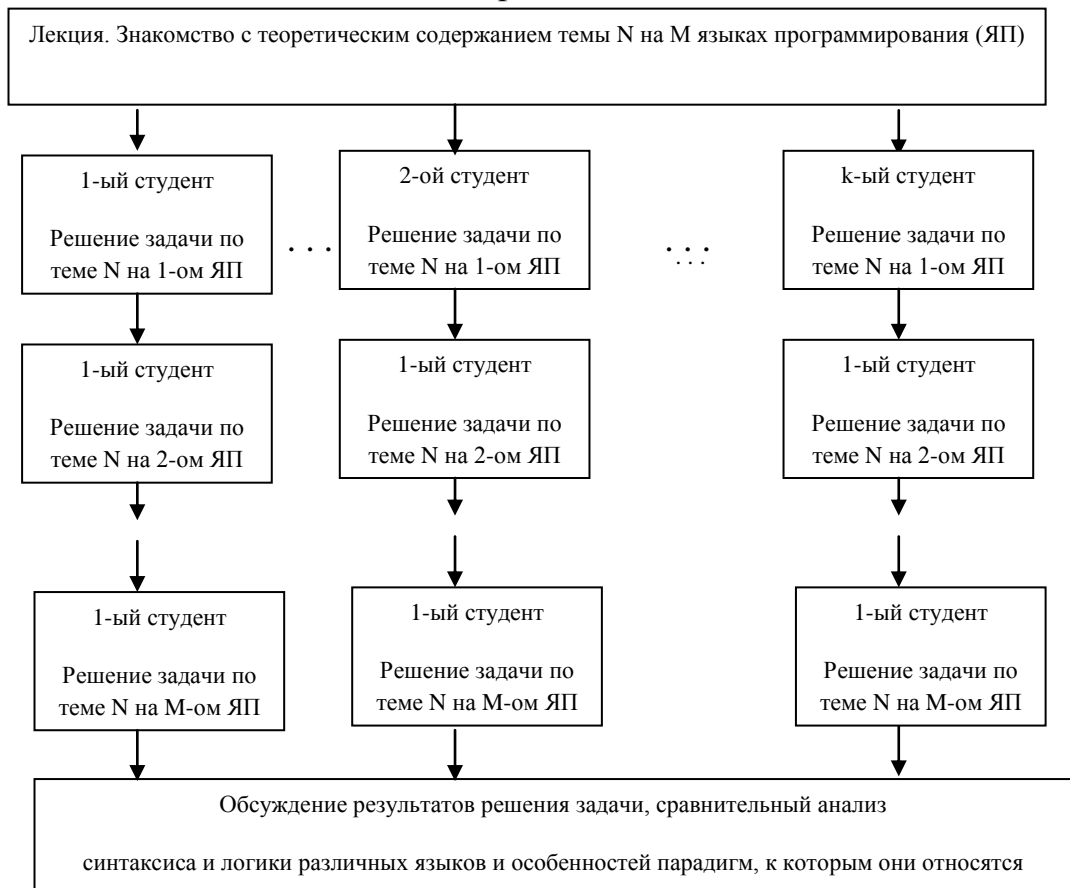 Лекция. Знакомство с теоретическим содержанием темы N на M языках программирования (ЯП)
1-ый студент
Решение задачи по
теме N на 1-ом ЯП
. . .
2-ой студент
Решение задачи по
теме N на 1-ом ЯП
. . .
. . .
k-ый студент
Решение задачи по
теме N на 1-ом ЯП
1-ый студент
Решение задачи по
теме N на 2-ом ЯП
1-ый студент
Решение задачи по
теме N на 2-ом ЯП
1-ый студент
Решение задачи по
теме N на 2-ом ЯП
1-ый студент
Решение задачи по
теме N на M-ом ЯП
1-ый студент
Решение задачи по
теме N на M-ом ЯП
1-ый студент
Решение задачи по
теме N на M-ом ЯП
Обсуждение результатов решения задачи, сравнительный анализ
синтаксиса и логики различных языков и особенностей парадигм, к которым они относятся